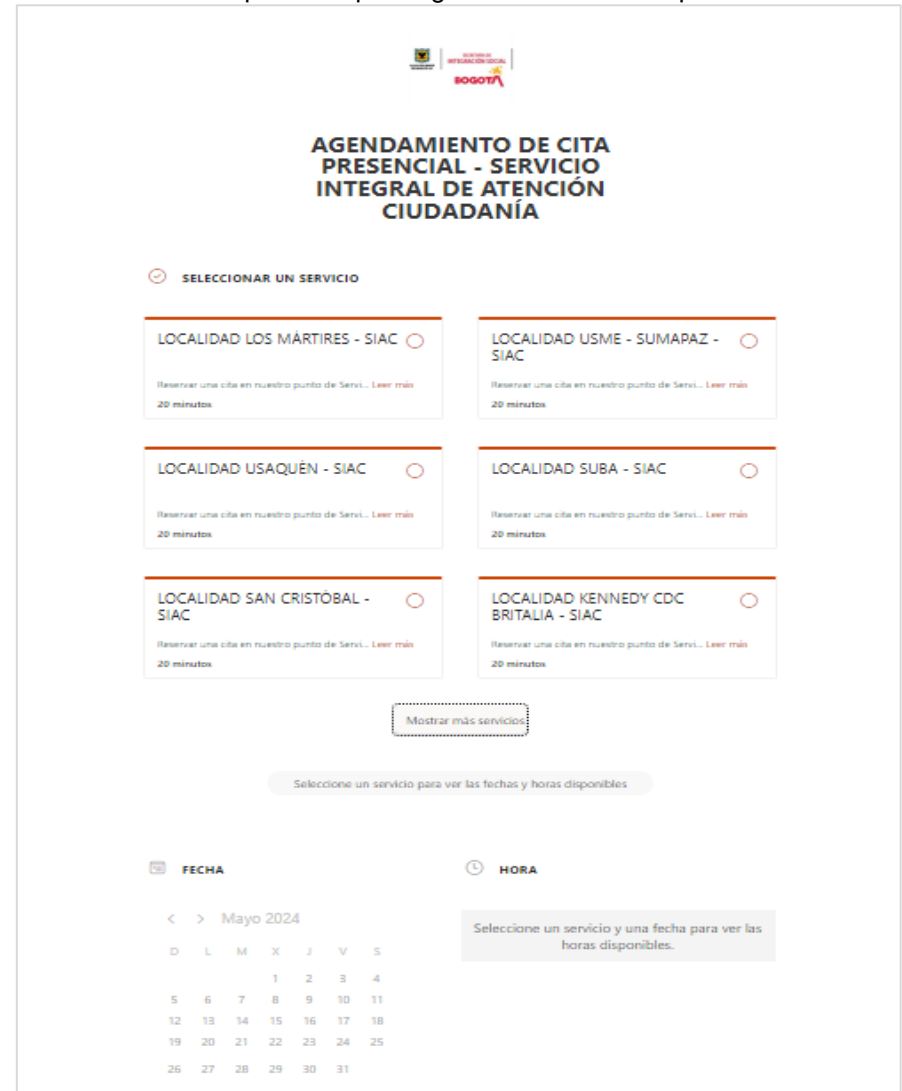 SECRETARÍA DE
INTEGRACIÓN SOCIAL
BOGOTÁ
AGENDAMIENTO DE CITA
PRESENCIAL - SERVICIO
INTEGRAL DE ATENCIÓN
CIUDADANÍA
SELECCIONAR UN SERVICIO
LOCALIDAD LOS MÁRTIRES - SIAC
Reservar una cita en nuestro punto de Servi... Leer más
20 minutos
LOCALIDAD USME - SUMAPAZ -
SIAC
Reservar una cita en nuestro punto de Servi... Leer más
20 minutos
LOCALIDAD USAQUÉN - SIAC
Reservar una cita en nuestro punto de Servi... Leer más
20 minutos
LOCALIDAD SUBA - SIAC
Reservar una cita en nuestro punto de Servi... Leer más
20 minutos
LOCALIDAD SAN CRISTÓBAL -
SIAC
Reservar una cita en nuestro punto de Servi... Leer más
20 minutos
LOCALIDAD KENNEDY CDC
BRITALIA - SIAC
Reservar una cita en nuestro punto de Servi... Leer más
20 minutos
Mostrar más servicios
Seleccione un servicio para ver las fechas y horas disponibles
FECHA
< > Mayo 2024
D L M X J V S
1 2 3 4
5 6 7 8 9 10 11
12 13 14 15 16 17 18
19 20 21 22 23 24 25
26 27 28 29 30 31
HORA
Seleccione un servicio y una fecha para ver las
horas disponibles.